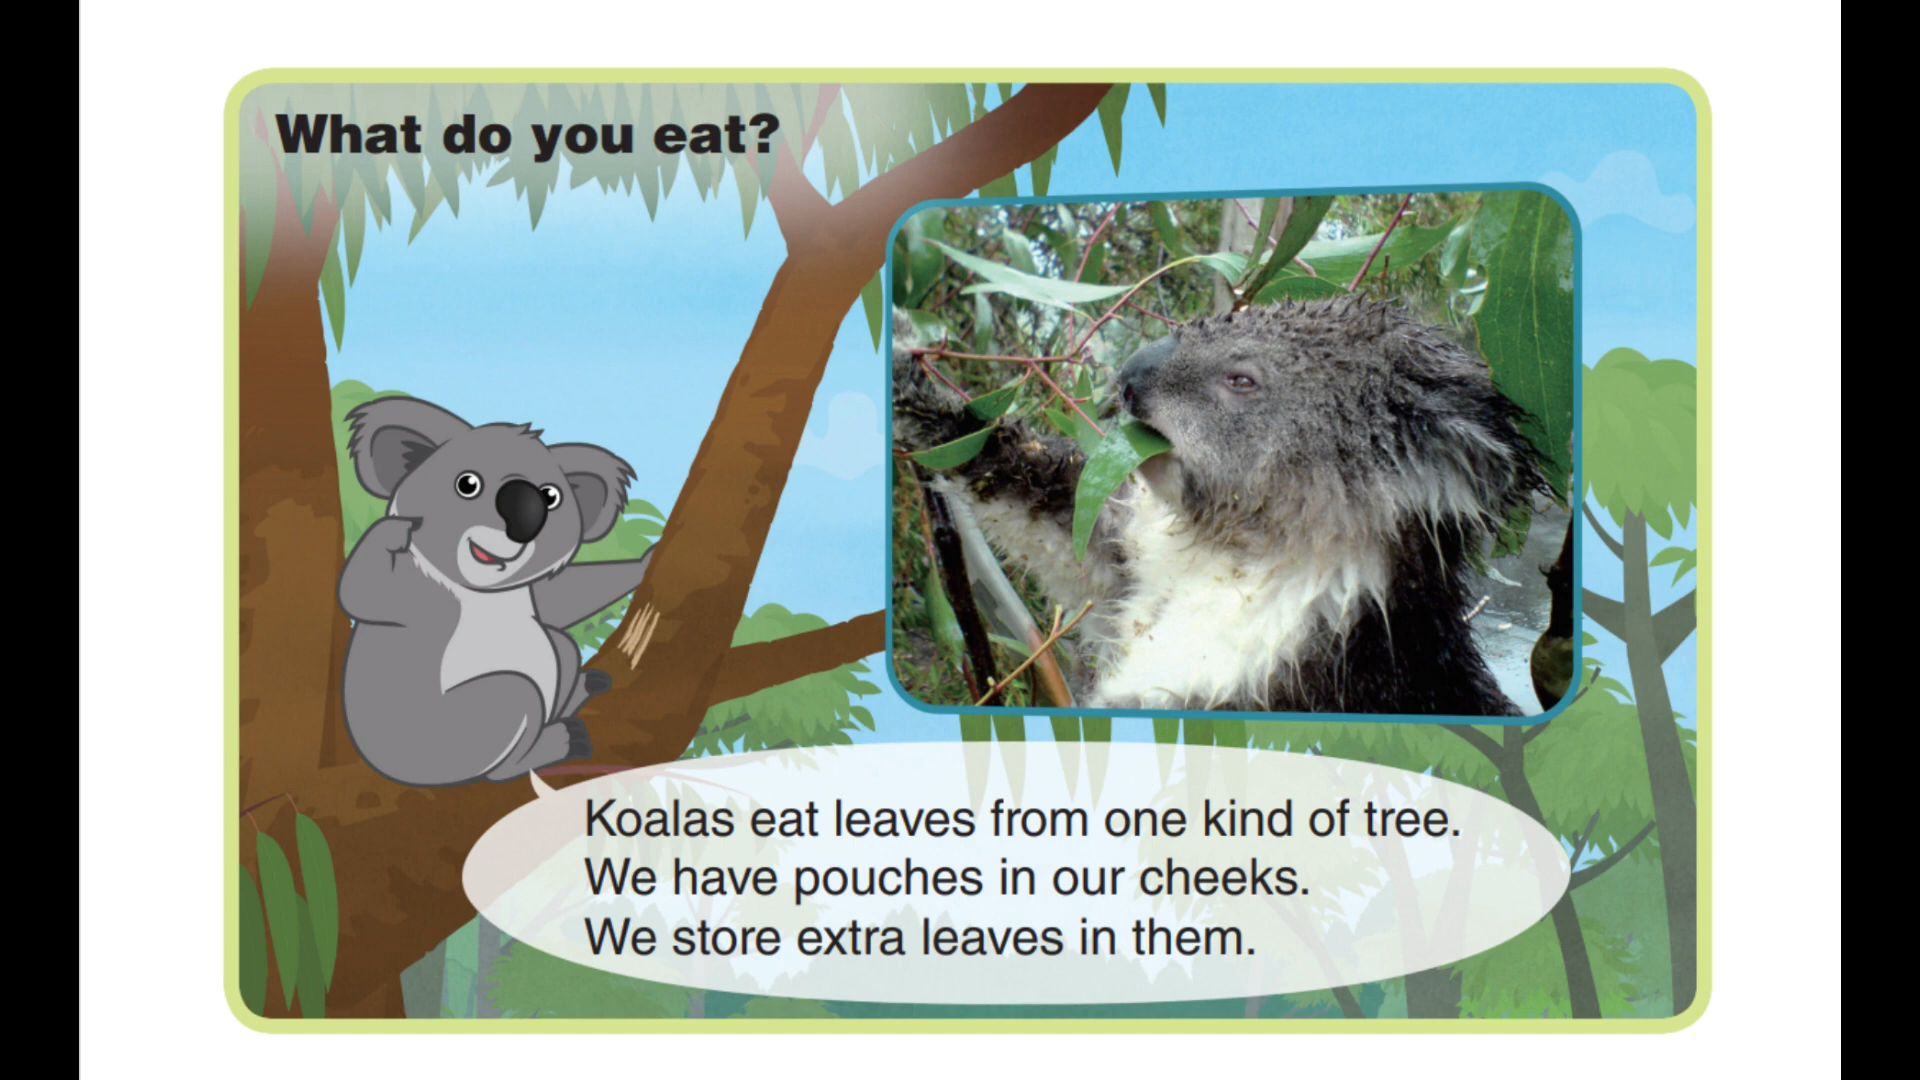 What do you eat?
Koalas eat leaves from one kind of tree.
We have pouches in our cheeks.
We store extra leaves in them.